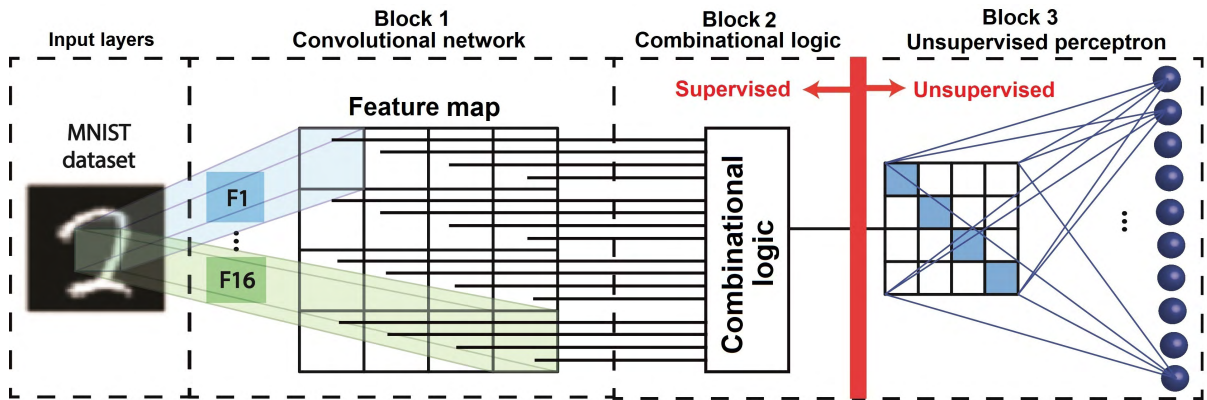 Input layers
Block 1
Convolutional network
Block 2
Combinational logic
Block 3
Unsupervised perceptron
Supervised
Unsupervised
Feature map
MNIST
dataset
F1
F16
Combinational
logic